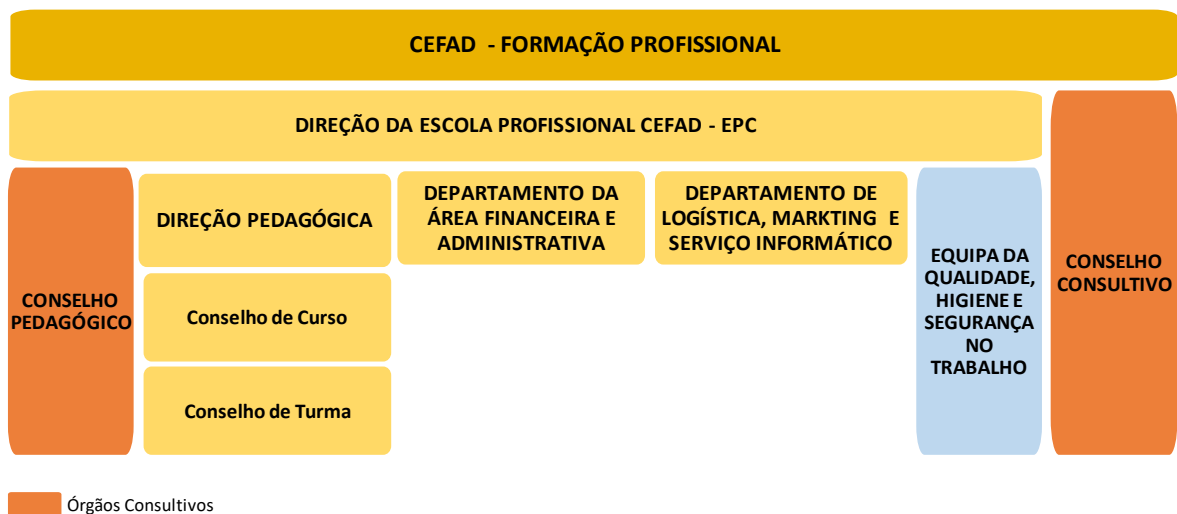 CEFAD - FORMAÇÃO PROFISSIONAL
DIREÇÃO DA ESCOLA PROFISSIONAL CEFAD - EPC
CONSELHO
PEDAGÓGICO
DIREÇÃO PEDAGÓGICA
Conselho de Curso
Conselho de Turma
DEPARTAMENTO DA
ÁREA FINANCEIRA E
ADMINISTRATIVA
DEPARTAMENTO DE
LOGÍSTICA, MARKTING E
SERVIÇO INFORMÁTICO
EQUIPA DA
QUALIDADE,
HIGIENE E
SEGURANÇA
NO
TRABALHO
CONSELHO
CONSULTIVO
Órgãos Consultivos